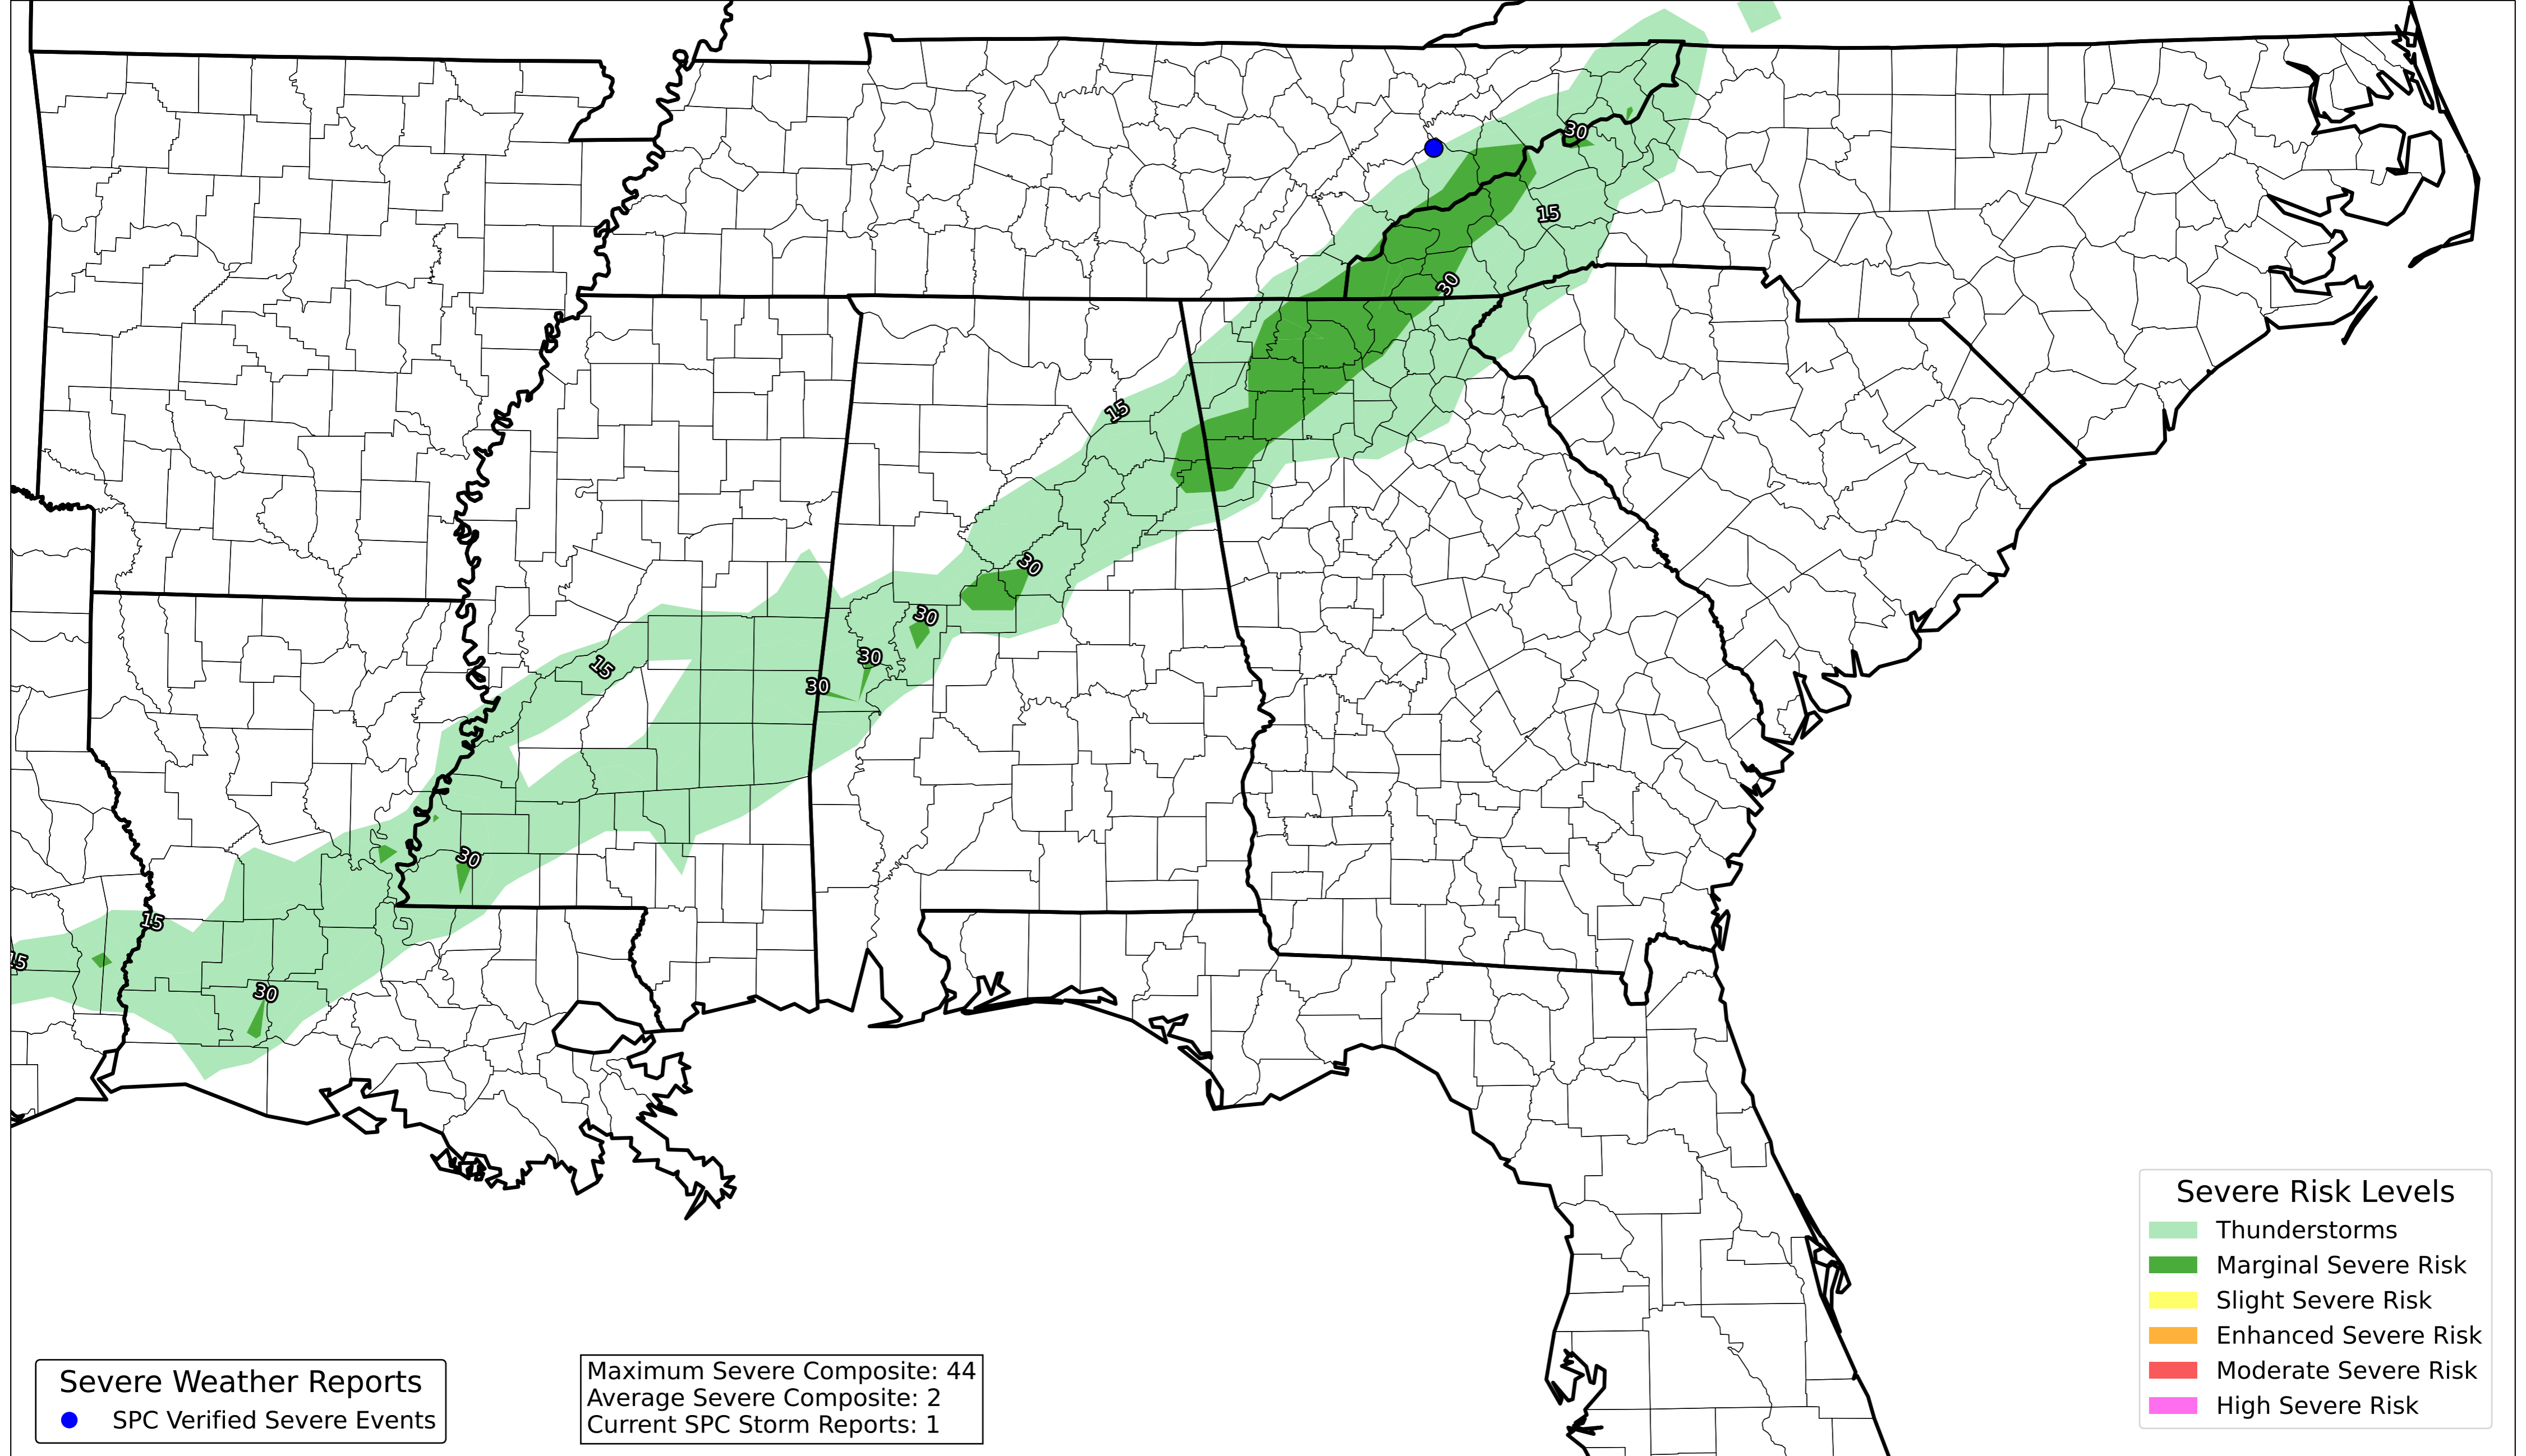 30
15
30
15
30
30
15
30
30
30
15
15
30
Severe Risk Levels
Thunderstorms
Marginal Severe Risk
Slight Severe Risk
Enhanced Severe Risk
Moderate Severe Risk
High Severe Risk
Severe Weather Reports
SPC Verified Severe Events
Maximum Severe Composite: 44
Average Severe Composite: 2
Current SPC Storm Reports: 1